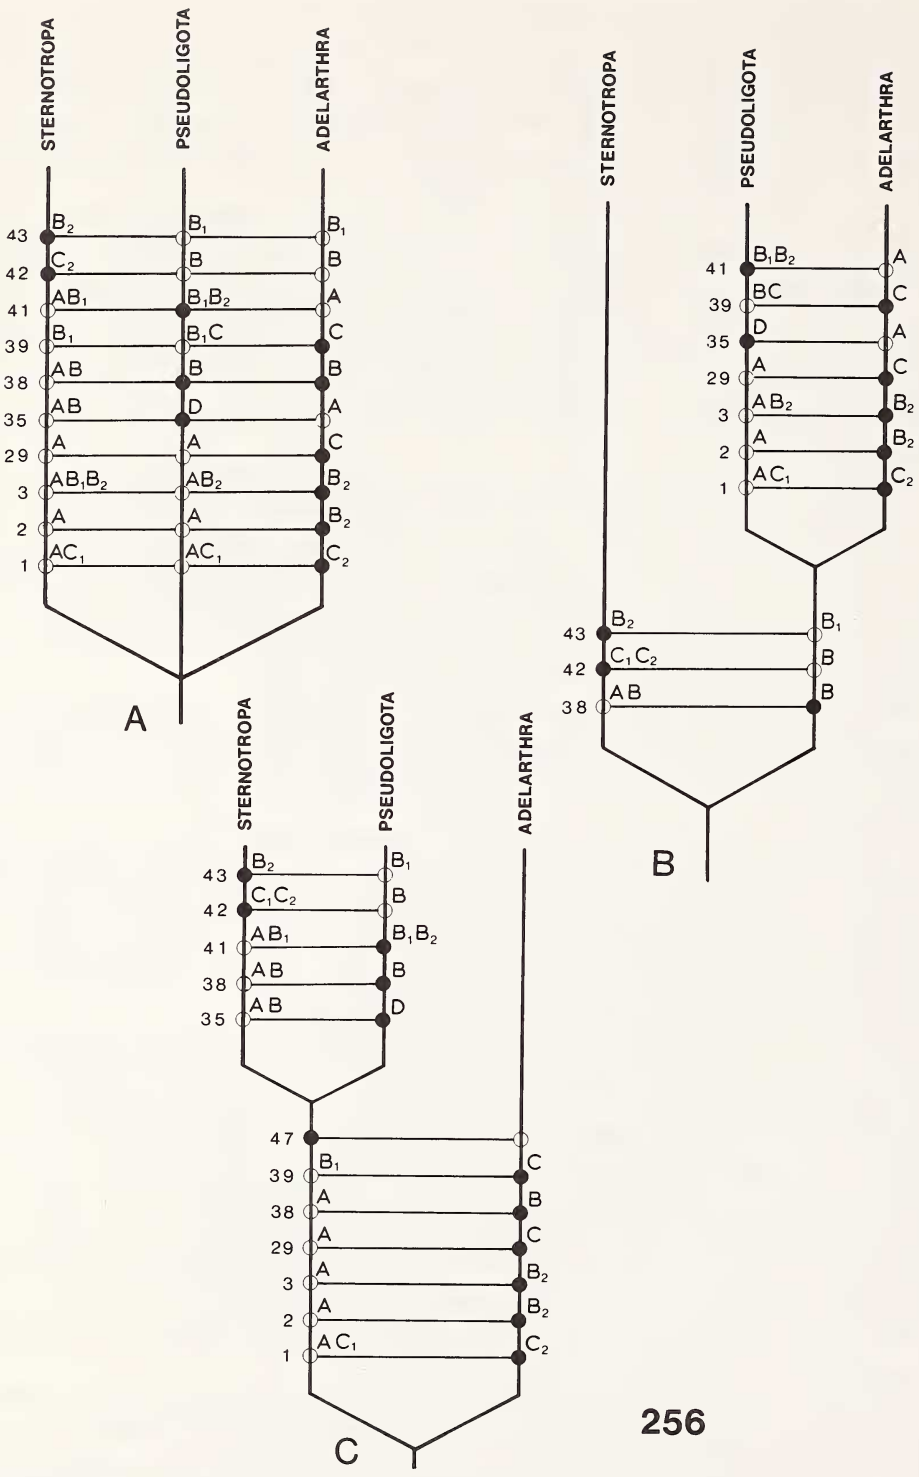 STERNOTROPA PSEUDOLIGOTA ADELARTHRA
43 B₂ B₁ B₁
42 C₂ B B
41 AB₁ B₁B₂ A
39 B₁ B₁C C
38 AB B B
35 AB D A
29 A A C
3 AB₁B₂ AB₂ B₂
2 A A B₂
1 AC₁ AC₁ C₂
A
STERNOTROPA PSEUDOLIGOTA ADELARTHRA
41 B₁B₂ A
39 BC C
35 D A
29 A C
3 AB₂ B₂
2 A B₂
1 AC₁ C₂
43 B₂ B₁
42 C₁C₂ B
38 AB B
B
STERNOTROPA PSEUDOLIGOTA ADELARTHRA
43 B₂ B₁
42 C₁C₂ B
41 AB₁ B₁B₂
38 AB B
35 AB D
47
39 B₁ C
38 A B
29 A C
3 A B₂
2 A B₂
1 AC₁ C₂
C
256